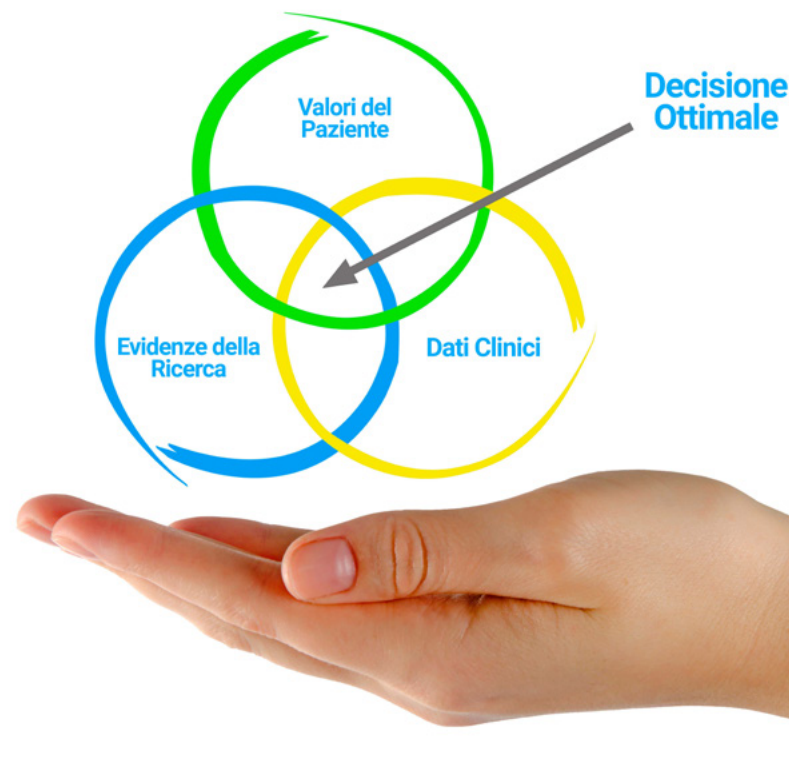 Valori del
Paziente
Decisione
Ottimale
Evidenze della
Ricerca
Dati Clinici